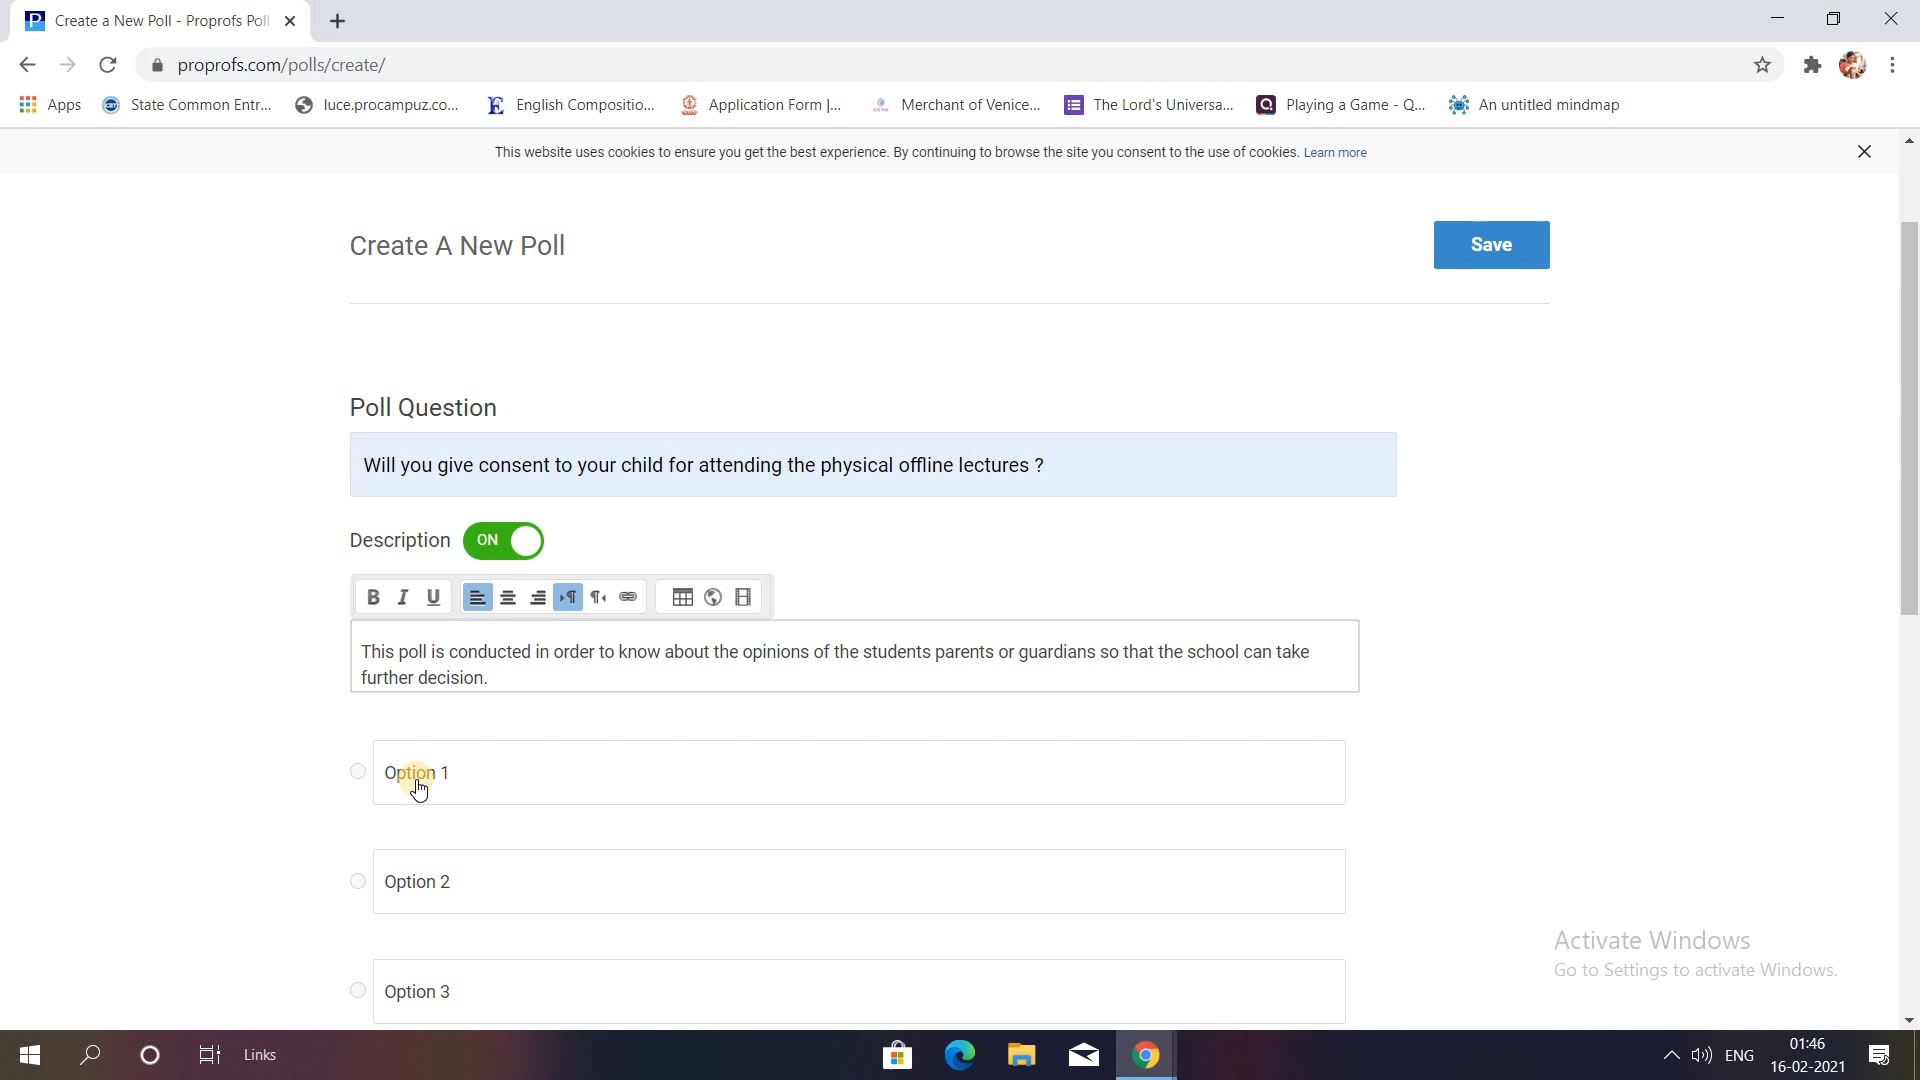 Create a New Poll - Proprofs Poll
proprofs.com/polls/create/
Apps
State Common Entr...
luce.procampuz.co...
English Compositio...
Application Form |...
Merchant of Venice...
The Lord's Universa...
Playing a Game - Q...
An untitled mindmap
This website uses cookies to ensure you get the best experience. By continuing to browse the site you consent to the use of cookies. Learn more
Create A New Poll
Save
Poll Question
Will you give consent to your child for attending the physical offline lectures ?
Description ON
B I U
This poll is conducted in order to know about the opinions of the students parents or guardians so that the school can take
further decision.
Option 1
Option 2
Option 3
Activate Windows
Go to Settings to activate Windows.
Links
ENG
01:46
16-02-2021